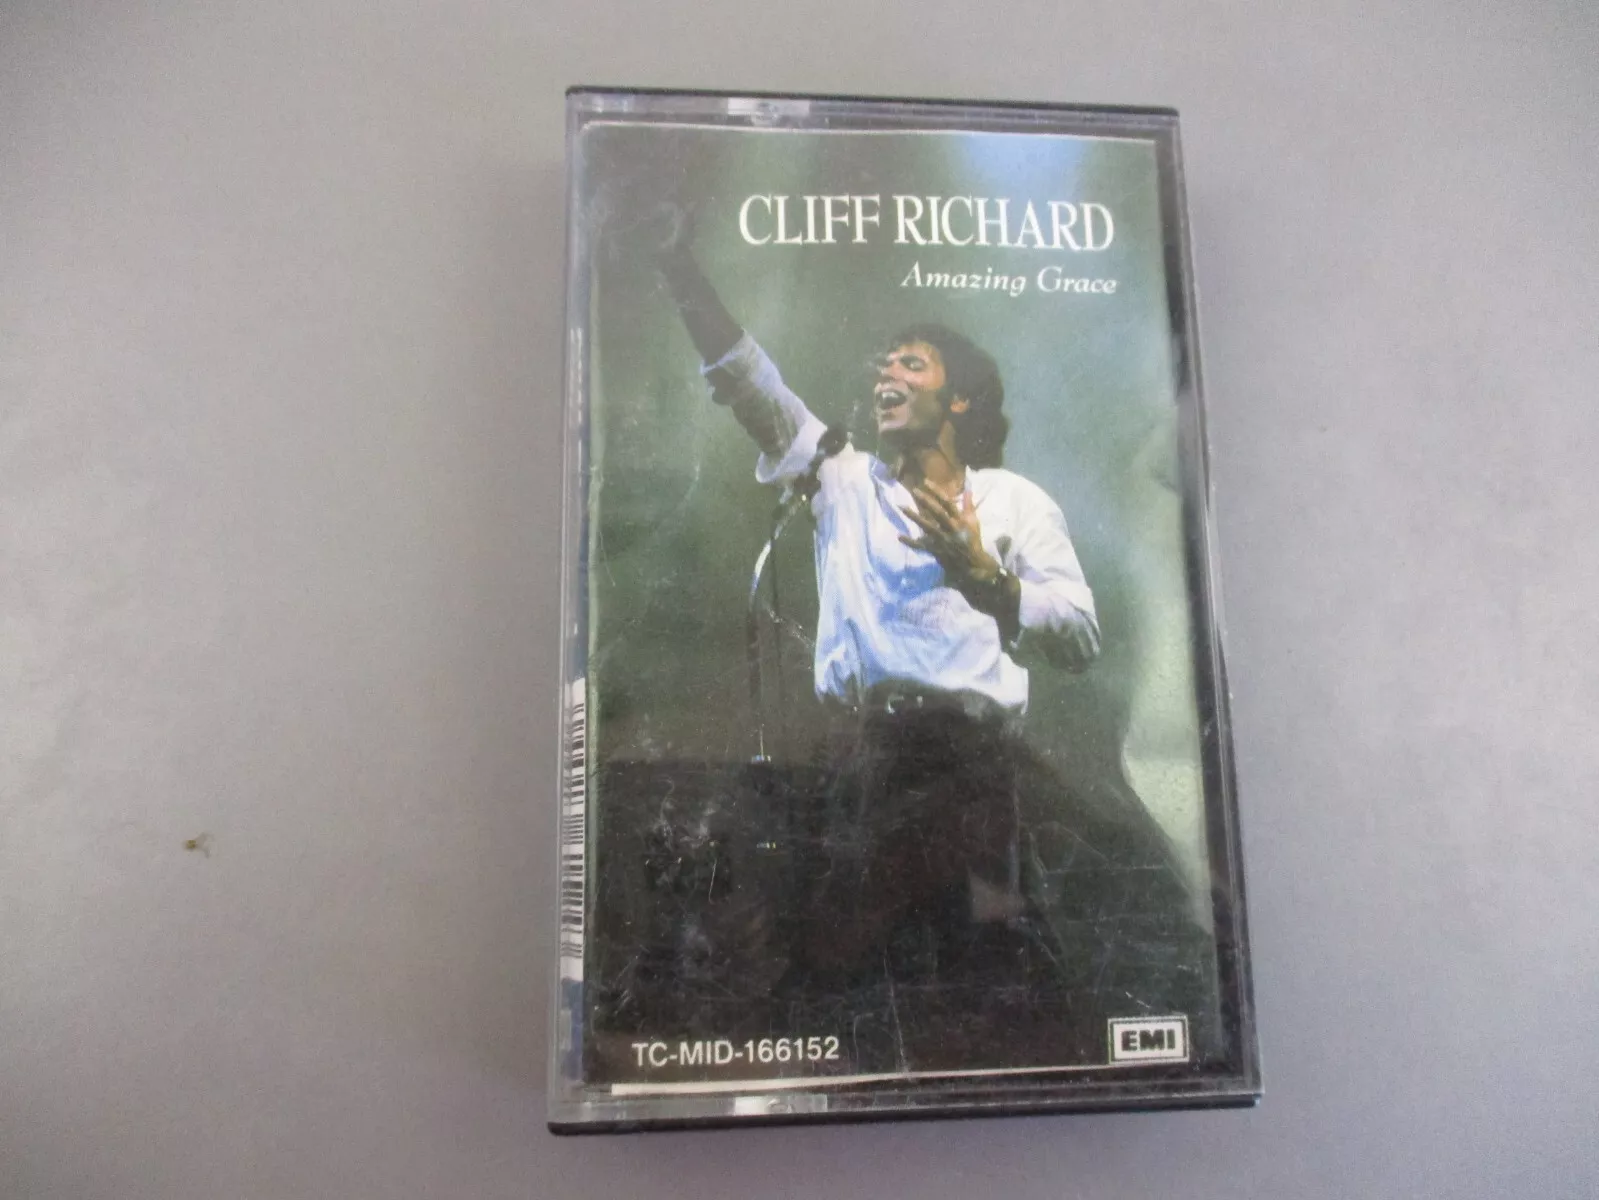 CLIFF RICHARD
Amazing Grace
TC-MID-166152
EMI